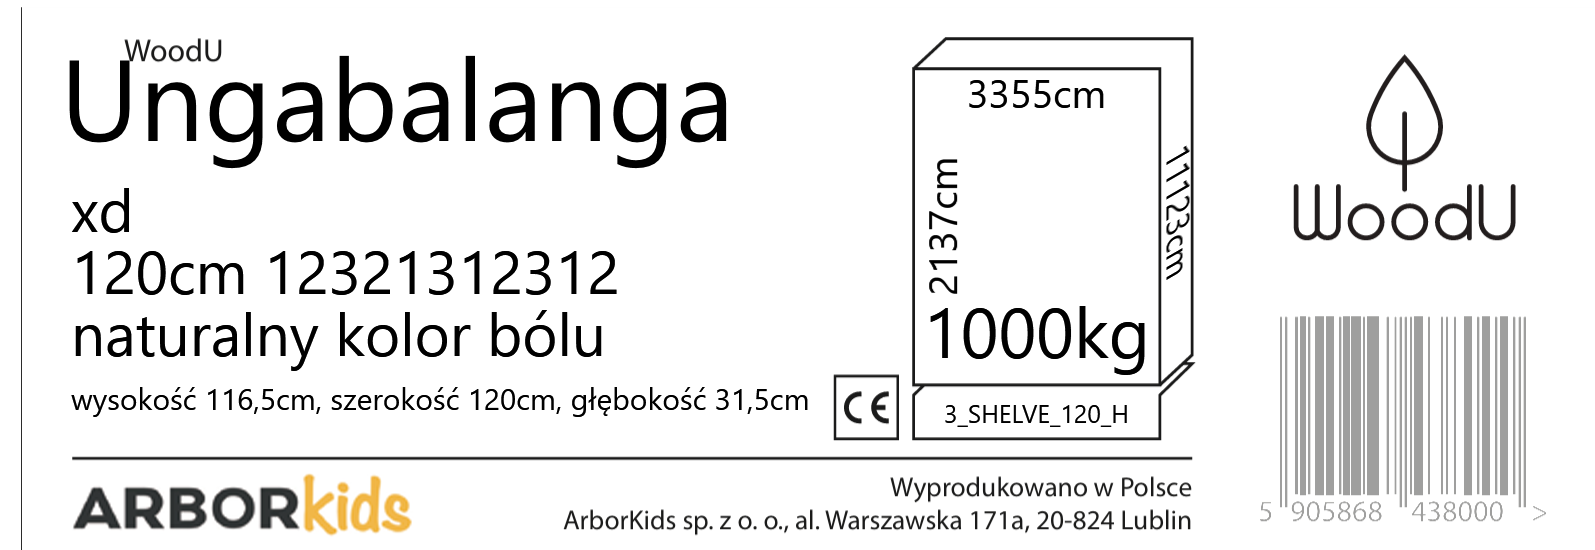 WoodU
Ungabalanga
xd
120cm 12321312312
naturalny kolor bólu
wysokość 116,5cm, szerokość 120cm, głębokość 31,5cm
CE
3355cm
2137cm
11123cm
1000kg
3_SHELVE_120_H
WoodU
5 905868 438000 >
ARBORkids
Wyprodukowano w Polsce
ArborKids sp. z o. o., al. Warszawska 171a, 20-824 Lublin